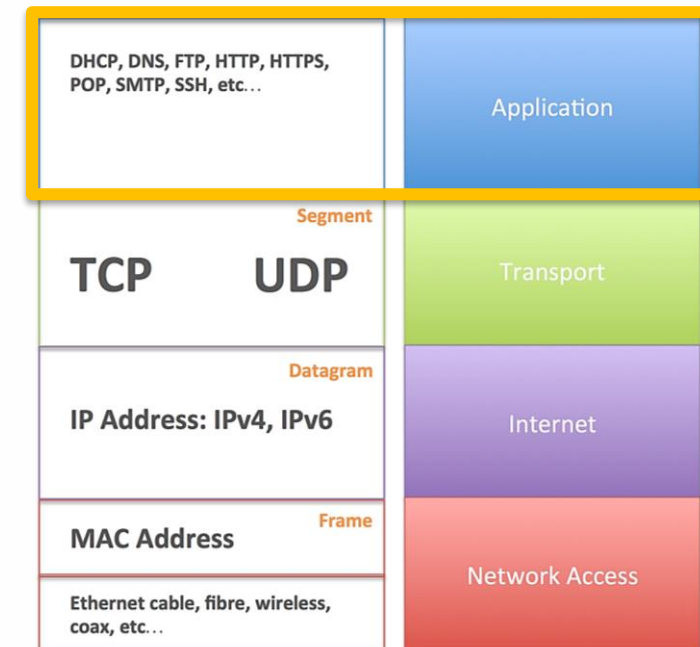 DHCP, DNS, FTP, HTTP, HTTPS,
POP, SMTP, SSH, etc...
Application
Segment
TCP UDP
Transport
Datagram
IP Address: IPv4, IPv6
Internet
Frame
MAC Address
Network Access
Ethernet cable, fibre, wireless,
coax, etc...